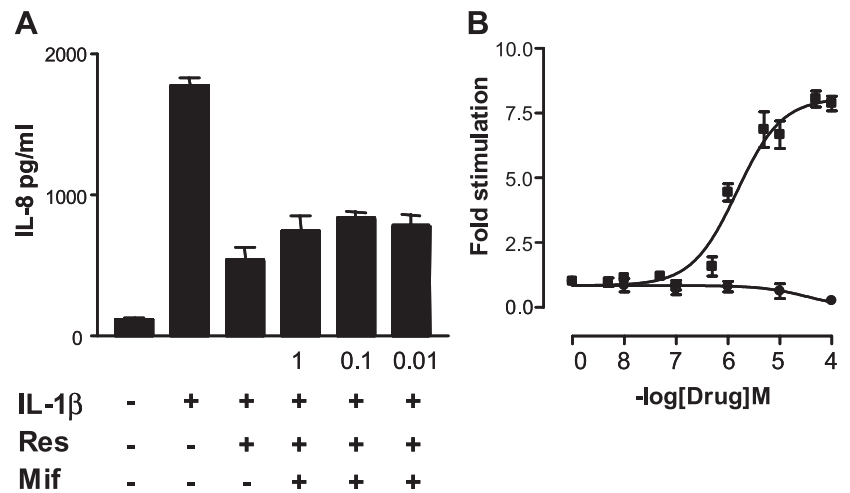 A
IL-8 pg/ml
2000
1000
0
1 0.1 0.01
IL-1β - + + + + +
Res - - + + + +
Mif - - - + + +
B
Fold stimulation
10.0
7.5
5.0
2.5
0.0
0 8 7 6 5 4
-log[Drug]M